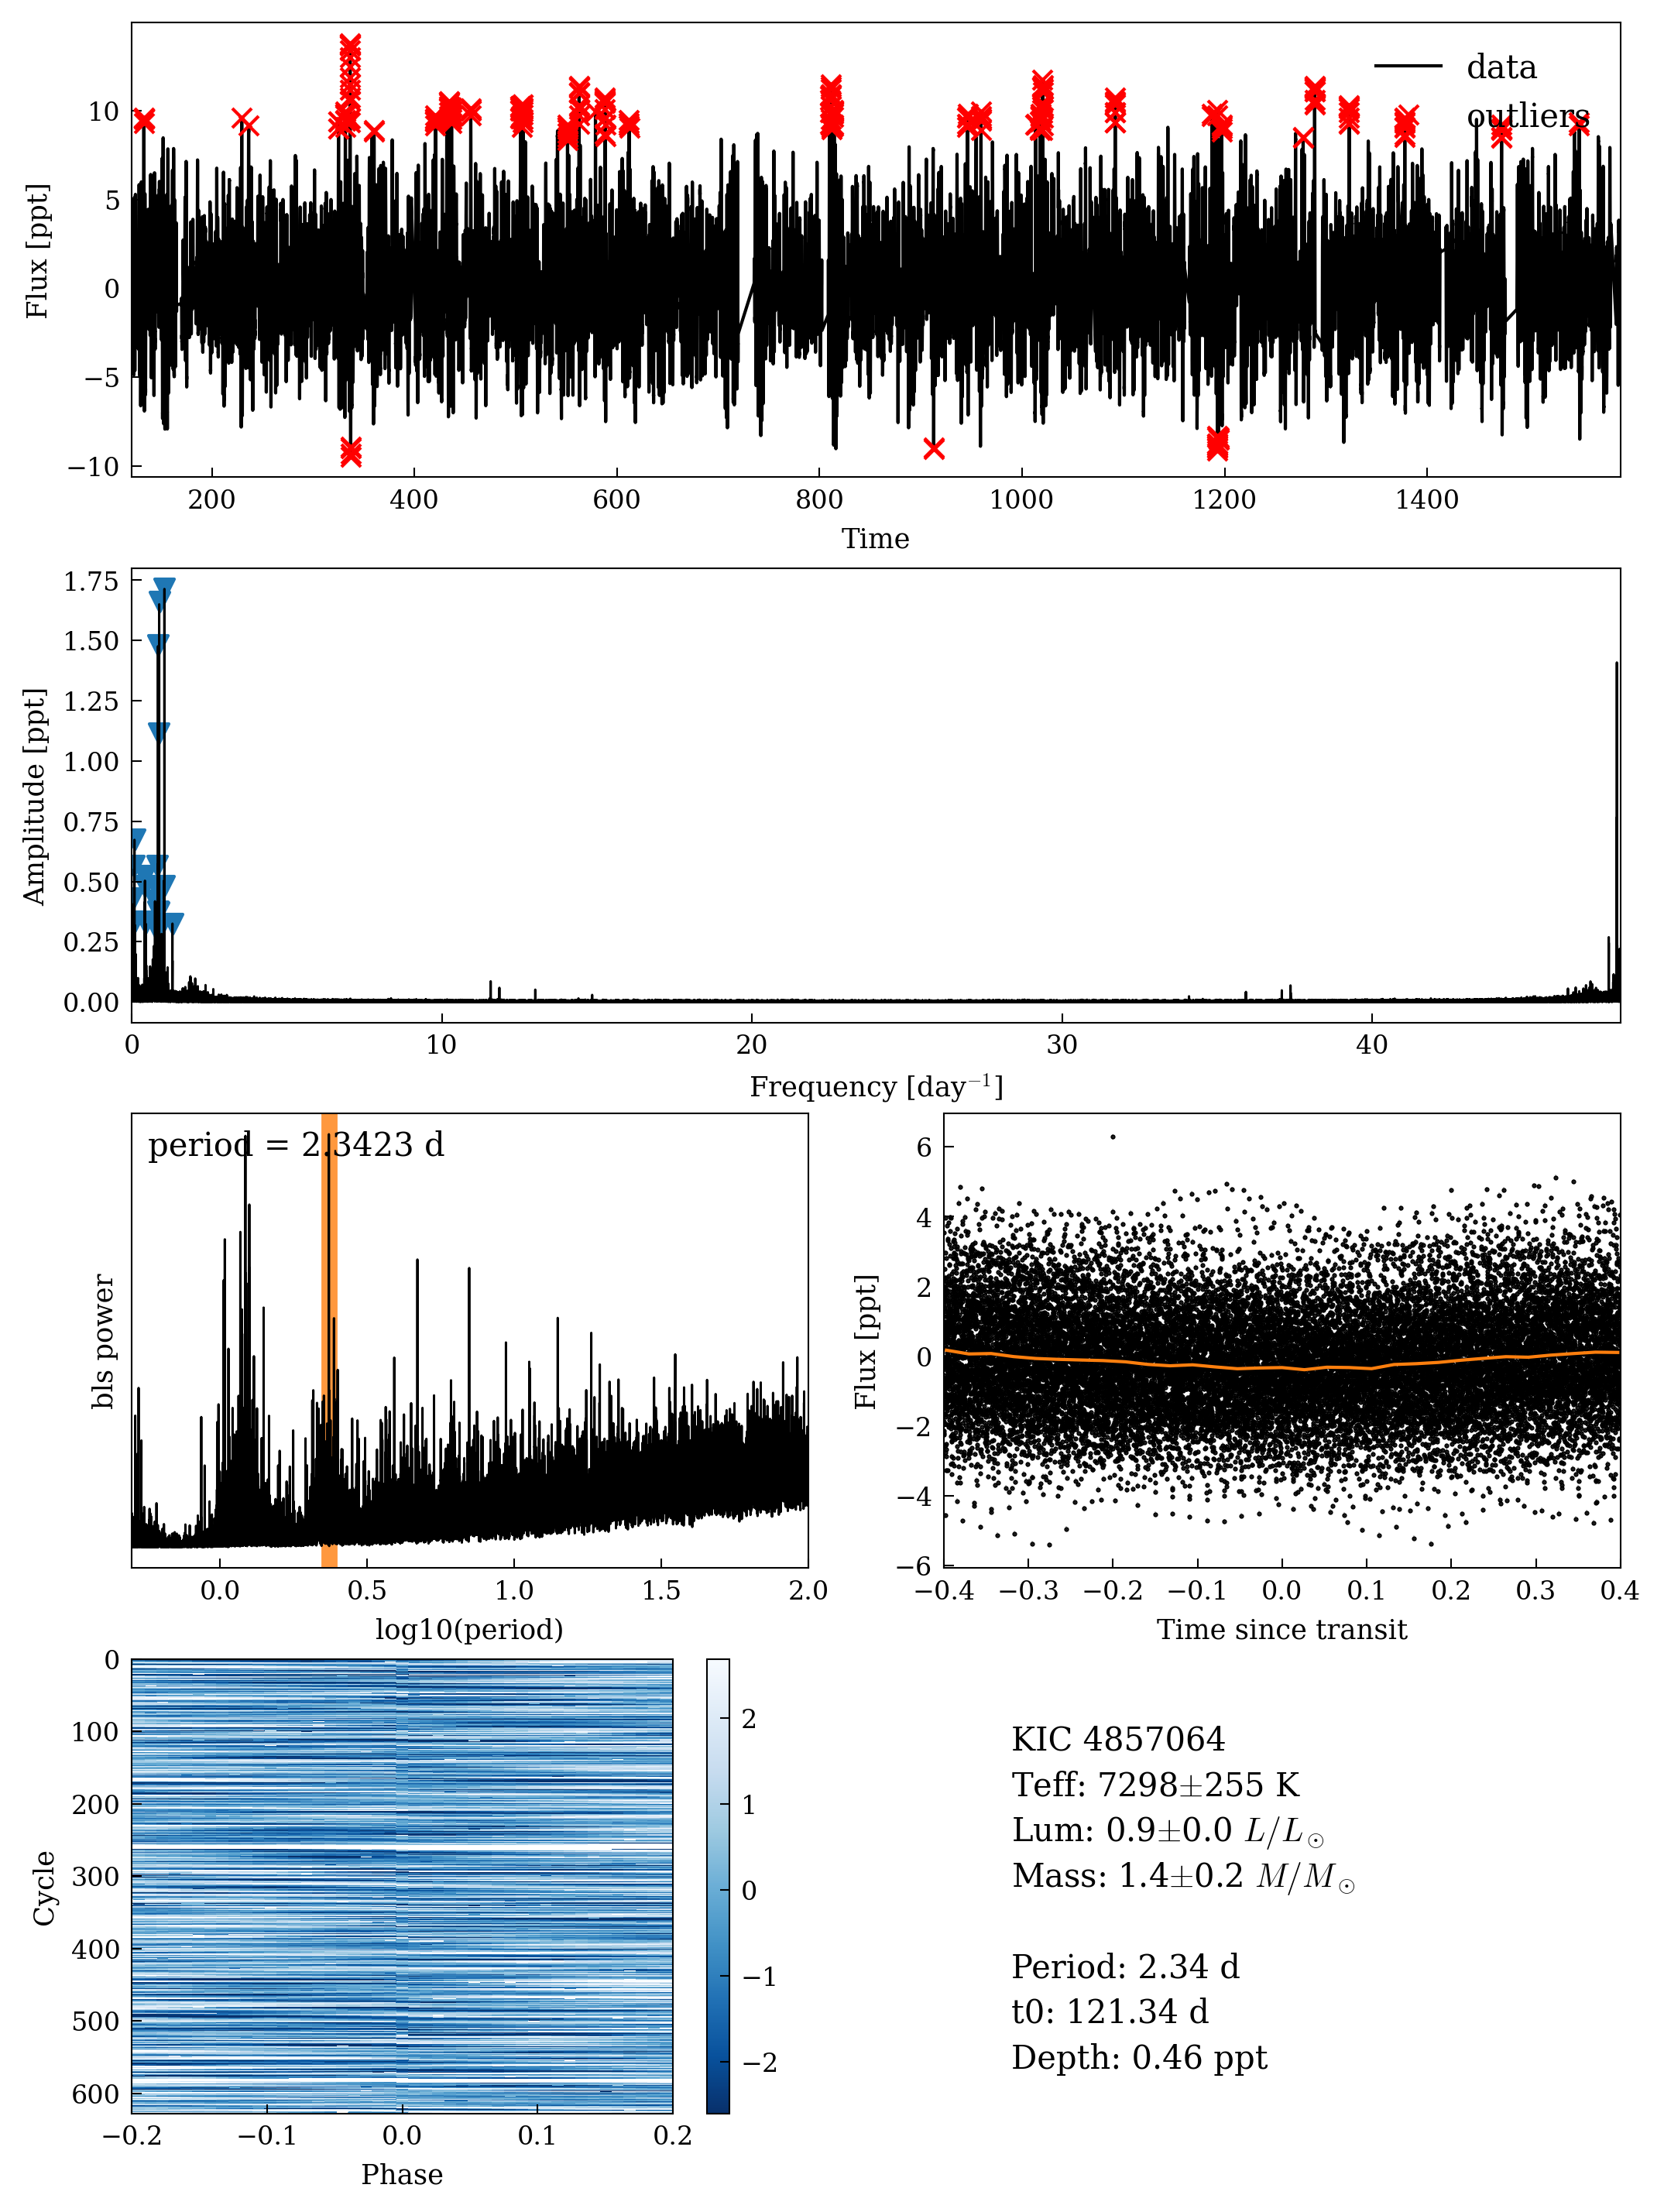 data
outliers
10
5
0
−5
−10
Flux [ppt]
200 400 600 800 1000 1200 1400
Time
1.75
1.50
1.25
1.00
0.75
0.50
0.25
0.00
Amplitude [ppt]
0 10 20 30 40
Frequency [day⁻¹]
period = 2.3423 d
bls power
0.0 0.5 1.0 1.5 2.0
log10(period)
6
4
2
0
−2
−4
−6
Flux [ppt]
−0.4 −0.3 −0.2 −0.1 0.0 0.1 0.2 0.3 0.4
Time since transit
0
100
200
300
400
500
600
Cycle
−0.2 −0.1 0.0 0.1 0.2
Phase
2
1
0
−1
−2
KIC 4857064
Teff: 7298±255 K
Lum: 0.9±0.0 L/L⊙
Mass: 1.4±0.2 M/M⊙
Period: 2.34 d
t0: 121.34 d
Depth: 0.46 ppt